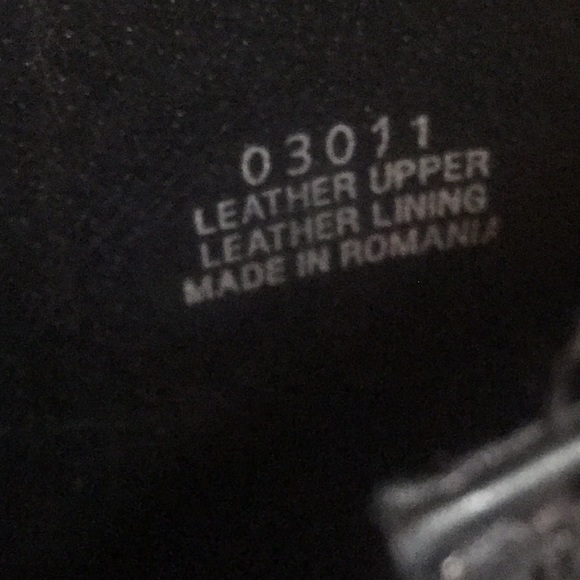 03011
LEATHER UPPER
LEATHER LINING
MADE IN ROMANIA